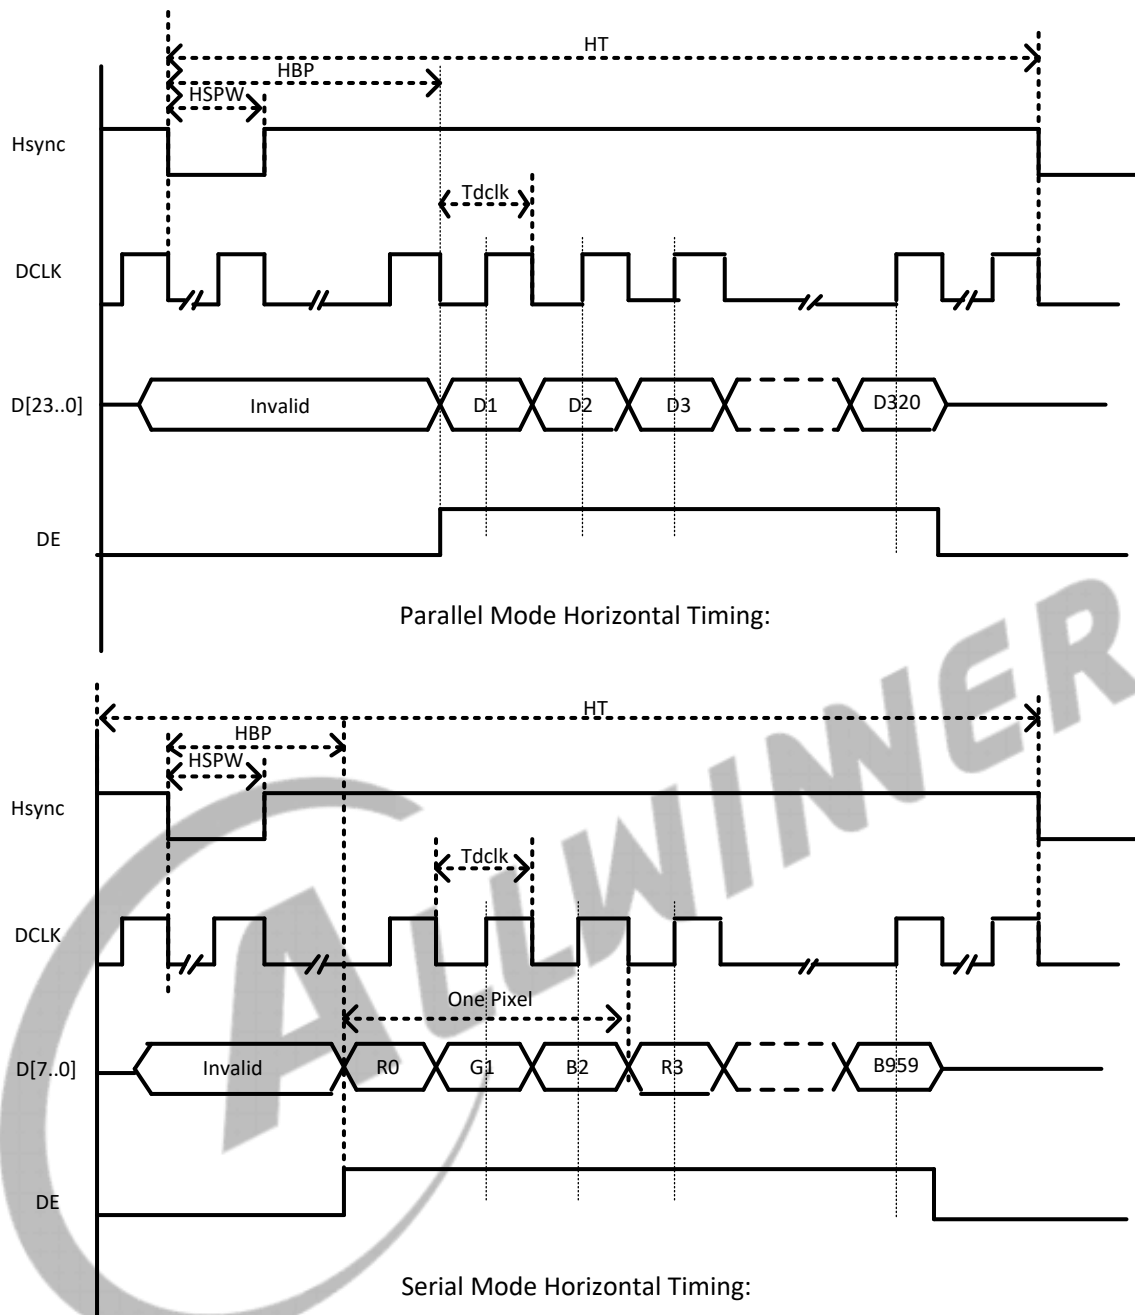 HT
HBP
HSPW
Hsync
Tdclk
DCLK
D[23..0]
Invalid
D1
D2
D3
D320
DE
Parallel Mode Horizontal Timing:
HT
HBP
HSPW
Hsync
Tdclk
DCLK
One Pixel
D[7..0]
Invalid
R0
G1
B2
R3
B959
DE
Serial Mode Horizontal Timing:
ALLWINNER